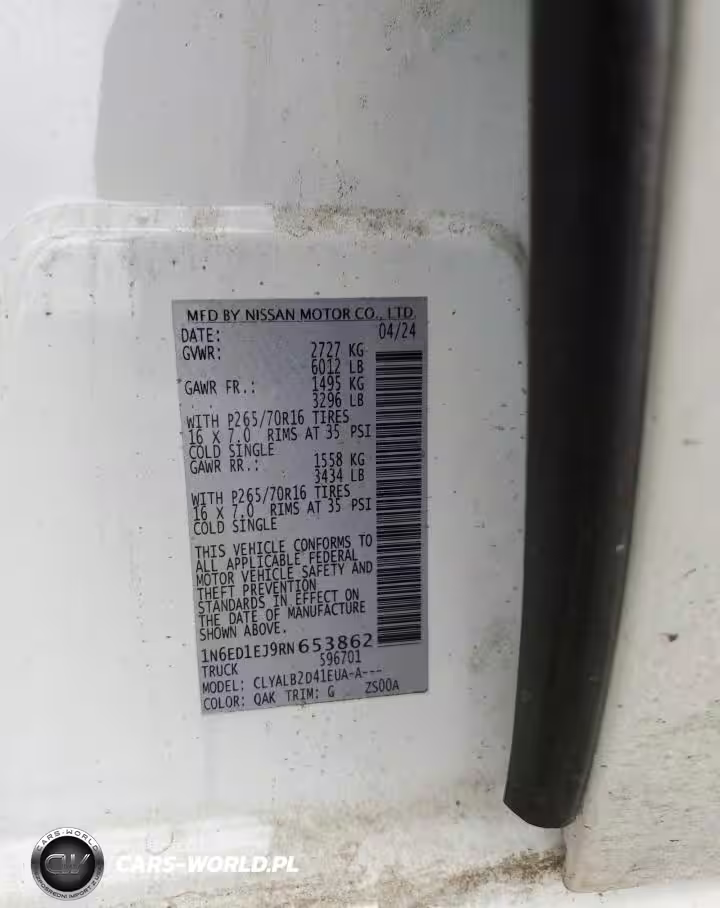 MFD BY NISSAN MOTOR CO., LTD.
DATE: 04/24
GVWR: 2727 KG
6012 LB
GAWR FR.: 1495 KG
3296 LB
WITH P265/70R16 TIRES
16 X 7.0 RIMS AT 35 PSI
COLD SINGLE
GAWR RR.: 1558 KG
3434 LB
WITH P265/70R16 TIRES
16 X 7.0 RIMS AT 35 PSI
COLD SINGLE
THIS VEHICLE CONFORMS TO
ALL APPLICABLE FEDERAL
MOTOR VEHICLE SAFETY AND
THEFT PREVENTION
STANDARDS IN EFFECT ON
THE DATE OF MANUFACTURE
SHOWN ABOVE.
1N6ED1EJ9RN653862
TRUCK 596701
MODEL: CLYALB2D41EUA-A---
COLOR: QAK TRIM: G ZS00A
CARS-WORLD
CARS-WORLD.PL